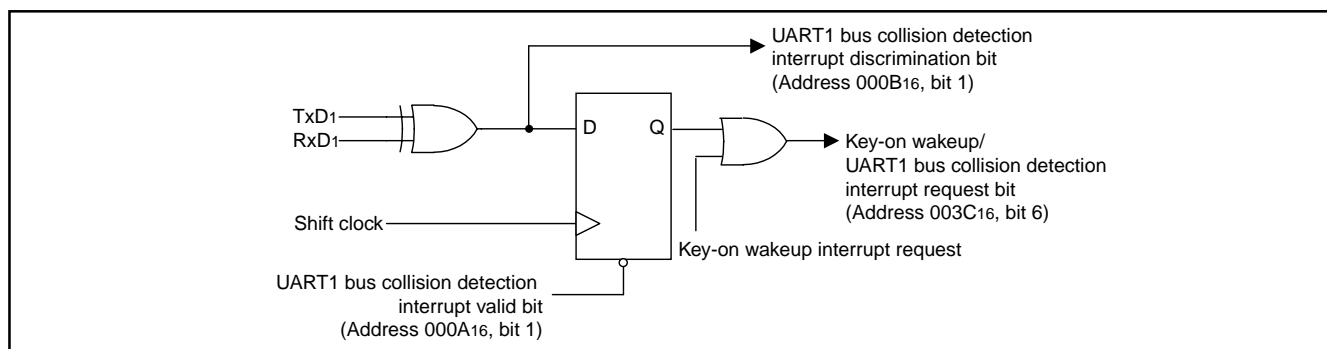 UART1 bus collision detection
interrupt discrimination bit
(Address 000B16, bit 1)
TxD1
RxD1
D
Q
Key-on wakeup/
UART1 bus collision detection
interrupt request bit
(Address 003C16, bit 6)
Shift clock
Key-on wakeup interrupt request
UART1 bus collision detection
interrupt valid bit
(Address 000A16, bit 1)